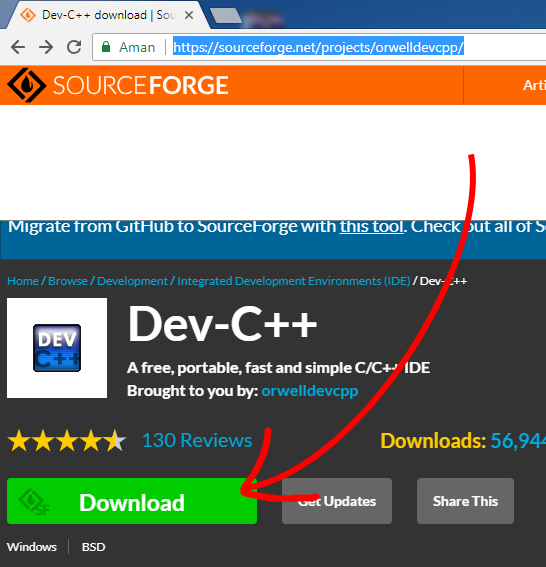 Dev-C++ download | Sou
Aman
https://sourceforge.net/projects/orwelldevcpp/
SOURCEFORGE
Arti
Migrate from GitHub to SourceForge with this tool. Check out all of S
Home / Browse / Development / Integrated Development Environments (IDE) / Dev-C++
DEV
C++
Dev-C++
A free, portable, fast and simple C/C++ IDE
Brought to you by: orwelldevcpp
130 Reviews
Downloads: 56,944
SF
Download
Get Updates
Share This
Windows
BSD